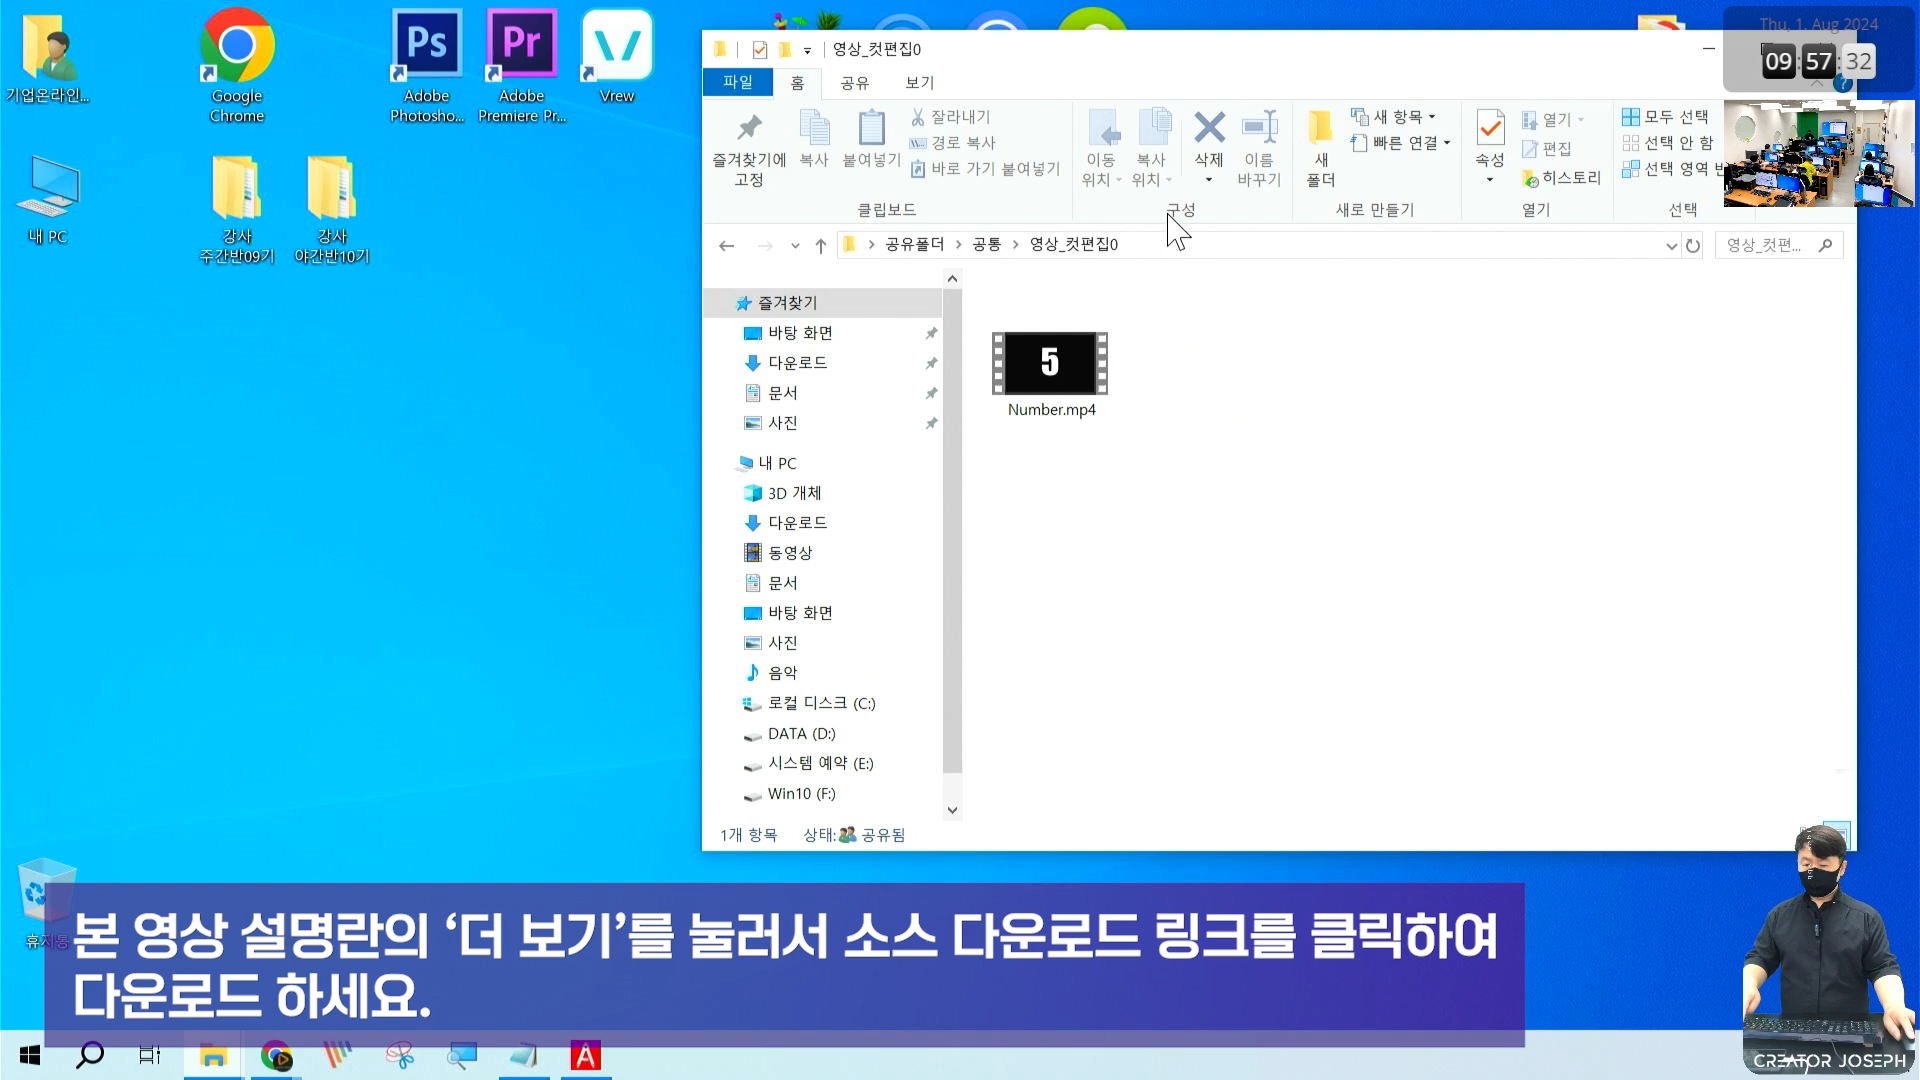 기업온라인...
Google
Chrome
Ps
Adobe
Photosho...
Pr
Adobe
Premiere Pr...
Vrew
내 PC
강사
주간반09기
강사
야간반10기
영상_컷편집0
Thu, 1. Aug 2024
09:57:32
파일
홈
공유
보기
즐겨찾기에
고정
복사
붙여넣기
잘라내기
경로 복사
바로 가기 붙여넣기
클립보드
이동
위치
복사
위치
삭제
이름
바꾸기
구성
새
폴더
새 항목
빠른 연결
새로 만들기
속성
열기
편집
히스토리
열기
모두 선택
선택 안 함
선택 영역
선택
공유폴더 > 공통 > 영상_컷편집0
영상_컷편...
즐겨찾기
바탕 화면
다운로드
문서
사진
내 PC
3D 개체
다운로드
동영상
문서
바탕 화면
사진
음악
로컬 디스크 (C:)
DATA (D:)
시스템 예약 (E:)
Win10 (F:)
5
Number.mp4
1개 항목
상태: 공유됨
휴지통
본 영상 설명란의 ‘더 보기’를 눌러서 소스 다운로드 링크를 클릭하여
다운로드 하세요.
CREATOR JOSEPH